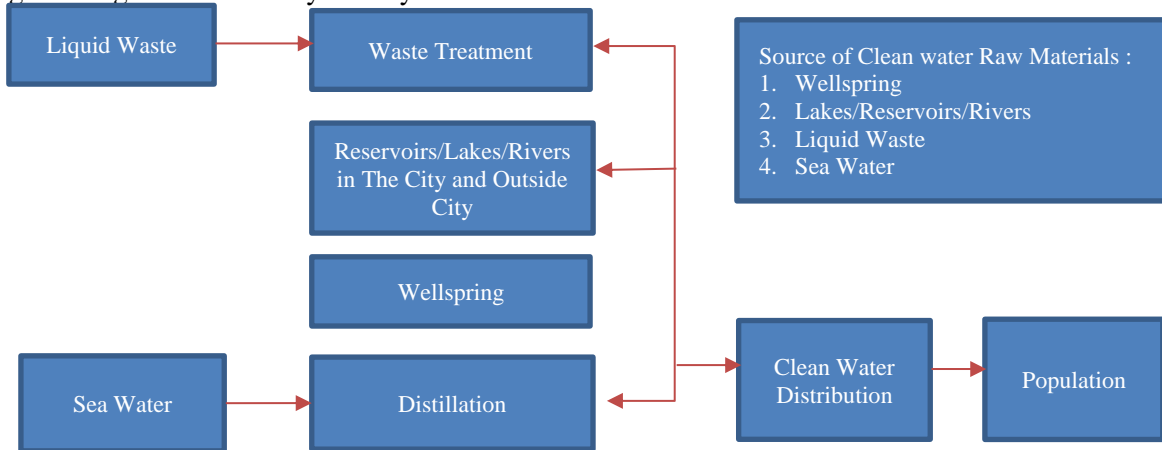 Liquid Waste
Waste Treatment
Source of Clean water Raw Materials :
1. Wellspring
2. Lakes/Reservoirs/Rivers
3. Liquid Waste
4. Sea Water
Reservoirs/Lakes/Rivers
in The City and Outside
City
Wellspring
Sea Water
Distillation
Clean Water
Distribution
Population